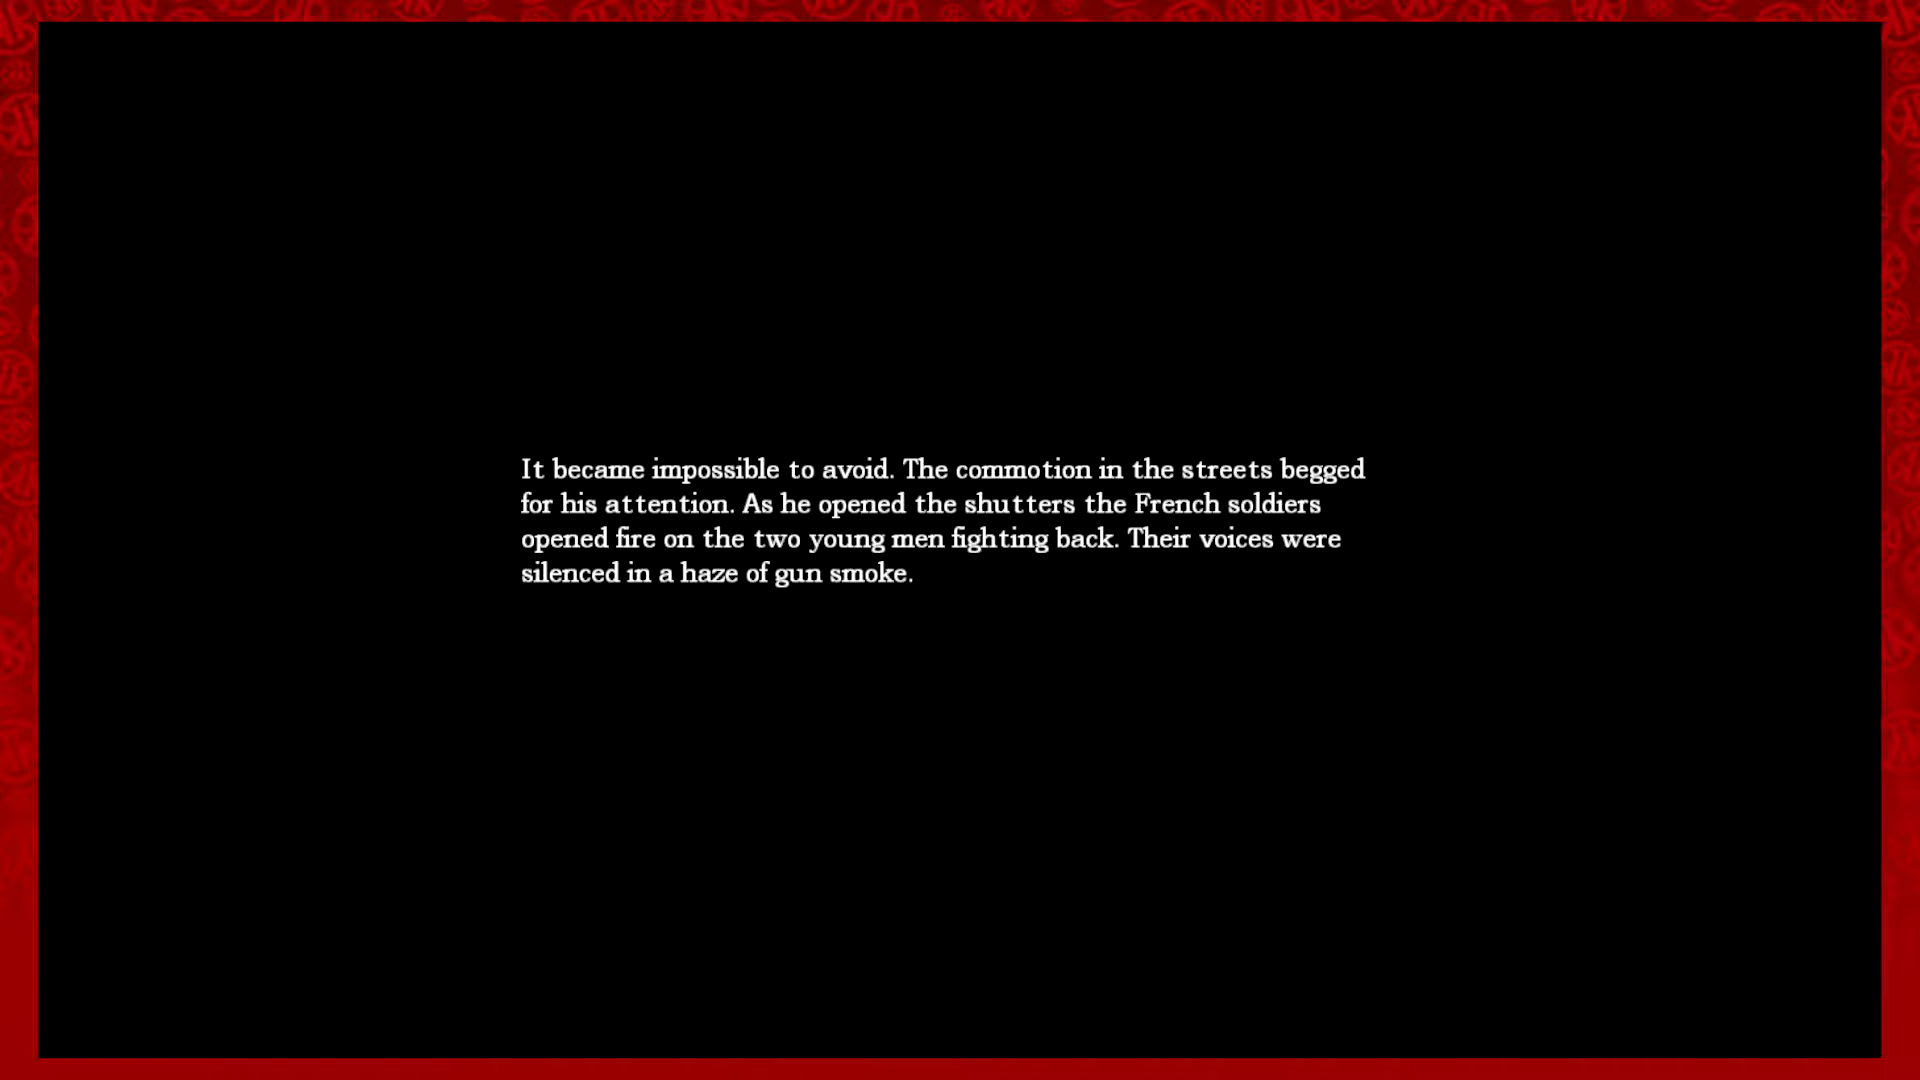 It became impossible to avoid. The commotion in the streets begged
for his attention. As he opened the shutters the French soldiers
opened fire on the two young men fighting back. Their voices were
silenced in a haze of gun smoke.